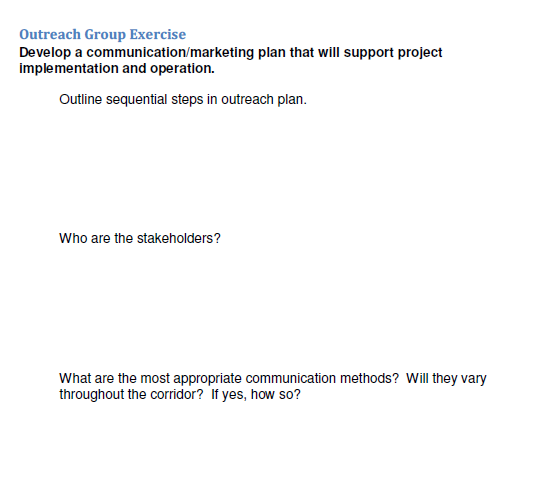 Outreach Group Exercise
Develop a communication/marketing plan that will support project
implementation and operation.
Outline sequential steps in outreach plan.
Who are the stakeholders?
What are the most appropriate communication methods?  Will they vary
throughout the corridor?  If yes, how so?